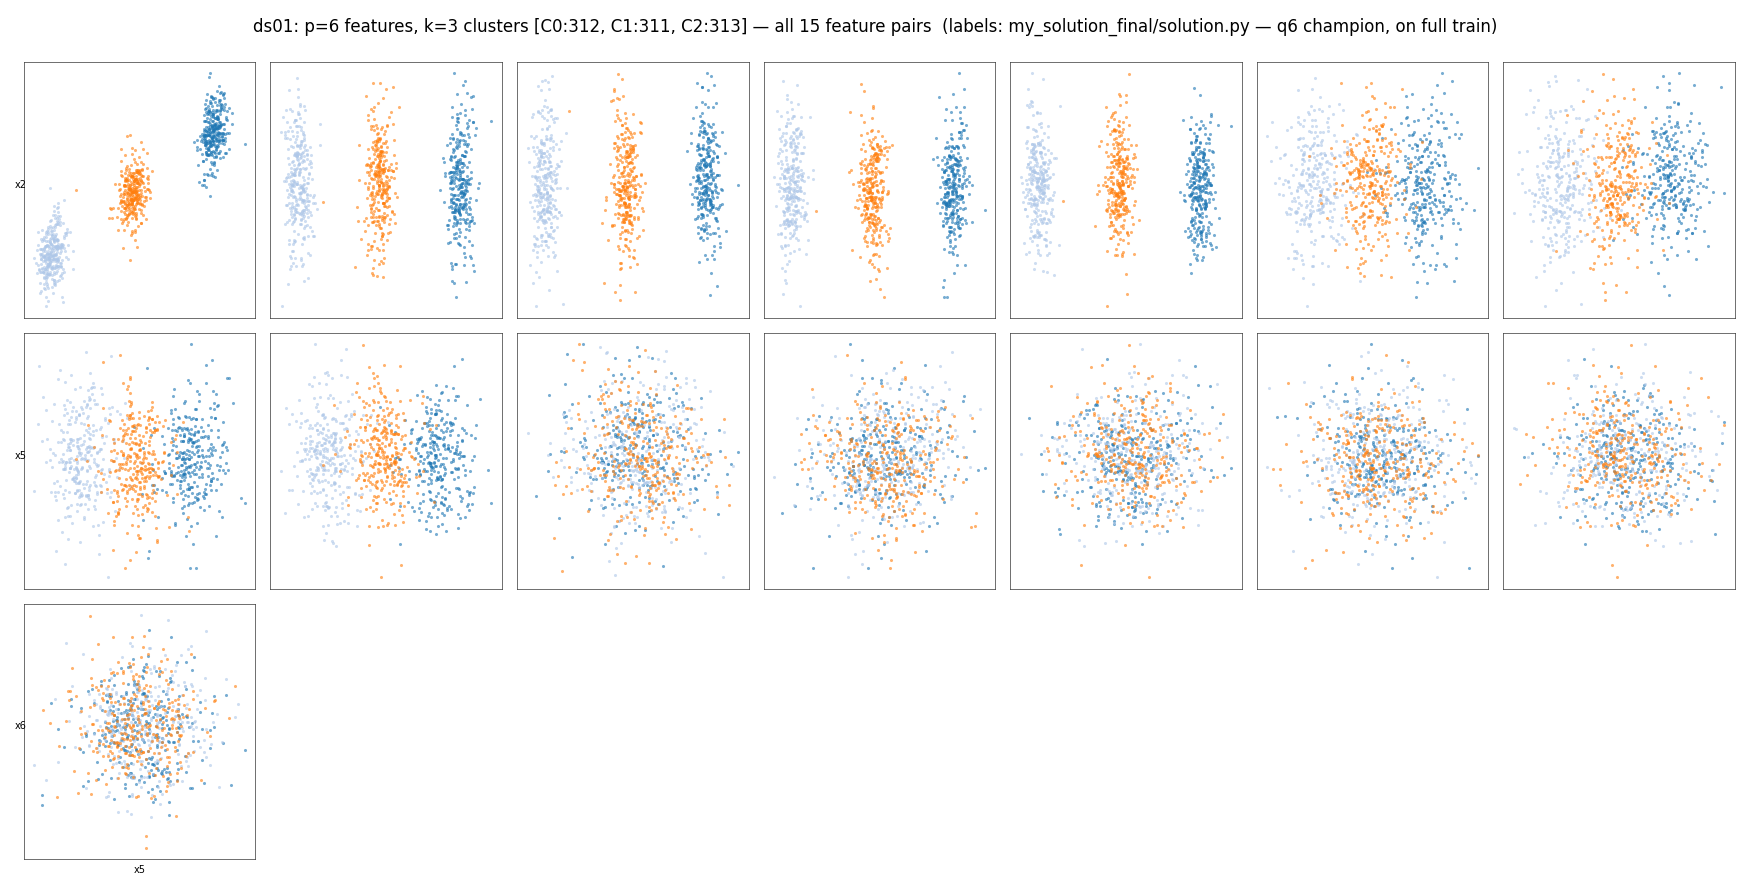 ds01: p=6 features, k=3 clusters [C0:312, C1:311, C2:313] — all 15 feature pairs  (labels: my_solution_final/solution.py — q6 champion, on full train)
x2
x5
x6
x5